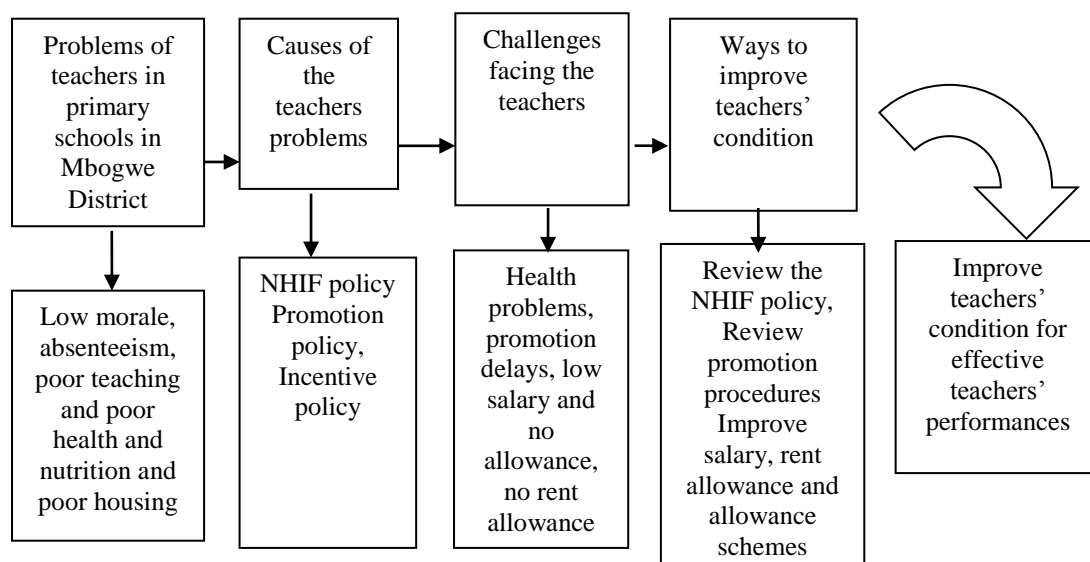 Problems of
teachers in
primary
schools in
Mbogwe
District
Causes of
the
teachers
problems
Challenges
facing the
teachers
Ways to
improve
teachers’
condition
Low morale,
absenteeism,
poor teaching
and poor
health and
nutrition and
poor housing
NHIF policy
Promotion
policy,
Incentive
policy
Health
problems,
promotion
delays, low
salary and
no
allowance,
no rent
allowance
Review the
NHIF policy,
Review
promotion
procedures
Improve
salary, rent
allowance and
allowance
schemes
Improve
teachers’
condition for
effective
teachers’
performances